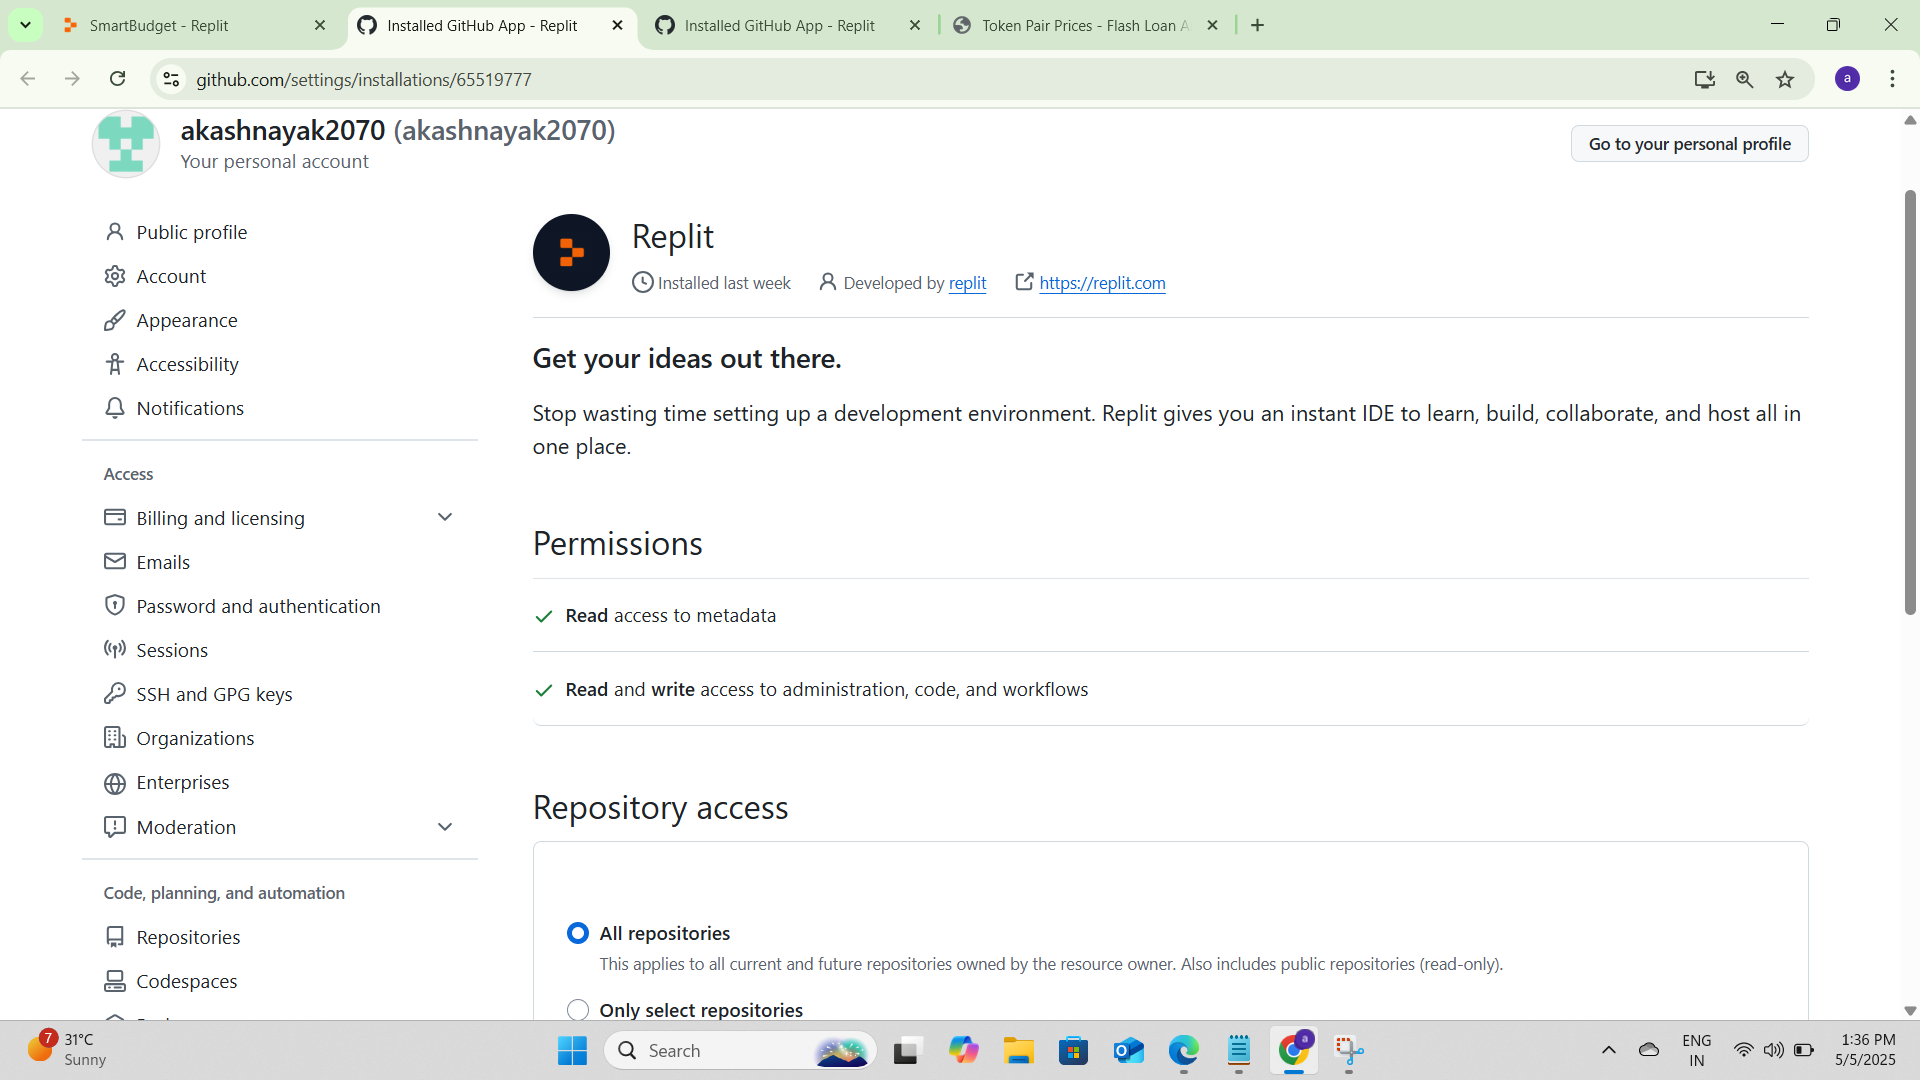 SmartBudget - Replit
Installed GitHub App - Replit
Installed GitHub App - Replit
Token Pair Prices - Flash Loan A
github.com/settings/installations/65519777
a
akashnayak2070 (akashnayak2070)
Your personal account
Go to your personal profile
Public profile
Account
Appearance
Accessibility
Notifications
Access
Billing and licensing
Emails
Password and authentication
Sessions
SSH and GPG keys
Organizations
Enterprises
Moderation
Code, planning, and automation
Repositories
Codespaces
Replit
Installed last week
Developed by replit
https://replit.com
Get your ideas out there.
Stop wasting time setting up a development environment. Replit gives you an instant IDE to learn, build, collaborate, and host all in
one place.
Permissions
Read access to metadata
Read and write access to administration, code, and workflows
Repository access
All repositories
This applies to all current and future repositories owned by the resource owner. Also includes public repositories (read-only).
Only select repositories
7
31°C
Sunny
Search
a
ENG
IN
1:36 PM
5/5/2025